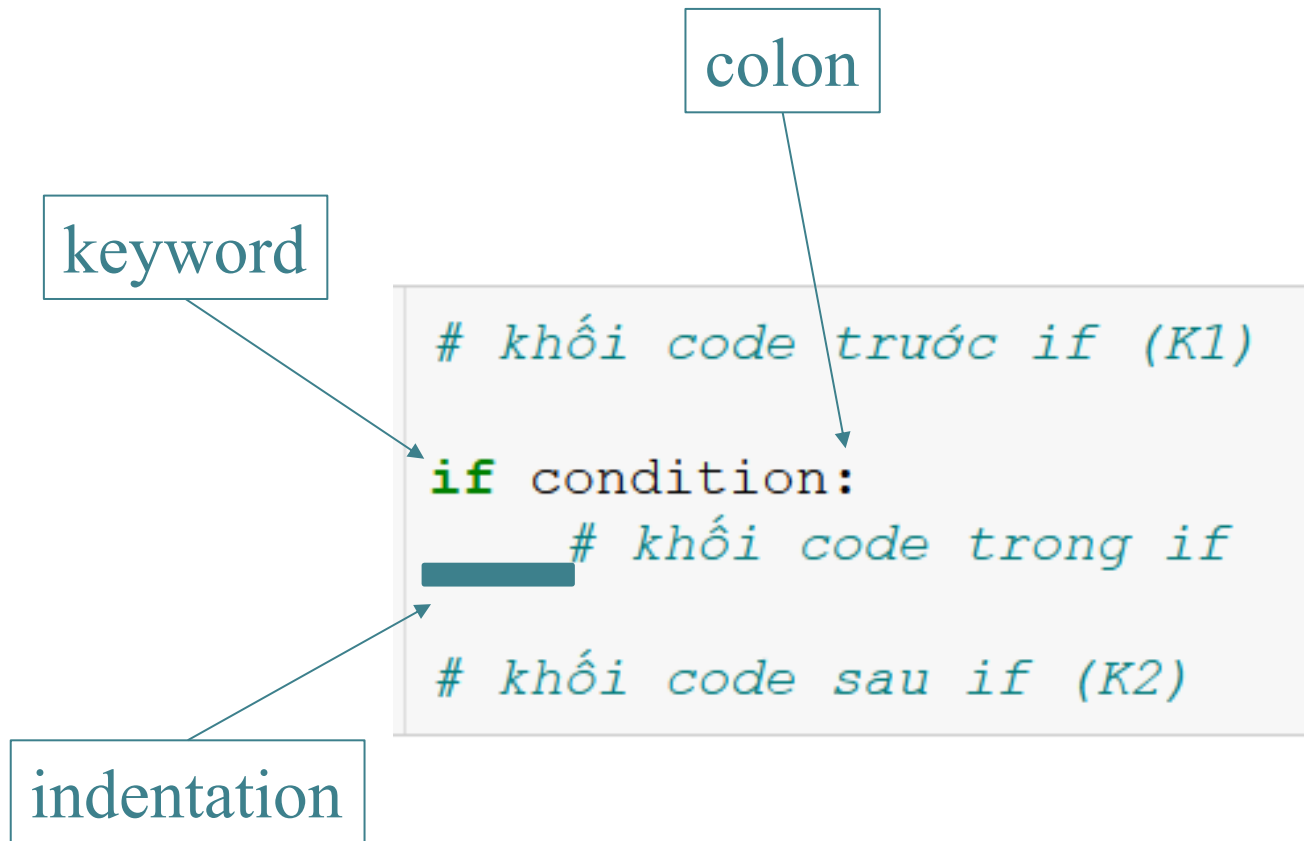 colon
keyword
# khối code trước if (K1)
if condition:
# khối code trong if
# khối code sau if (K2)
indentation